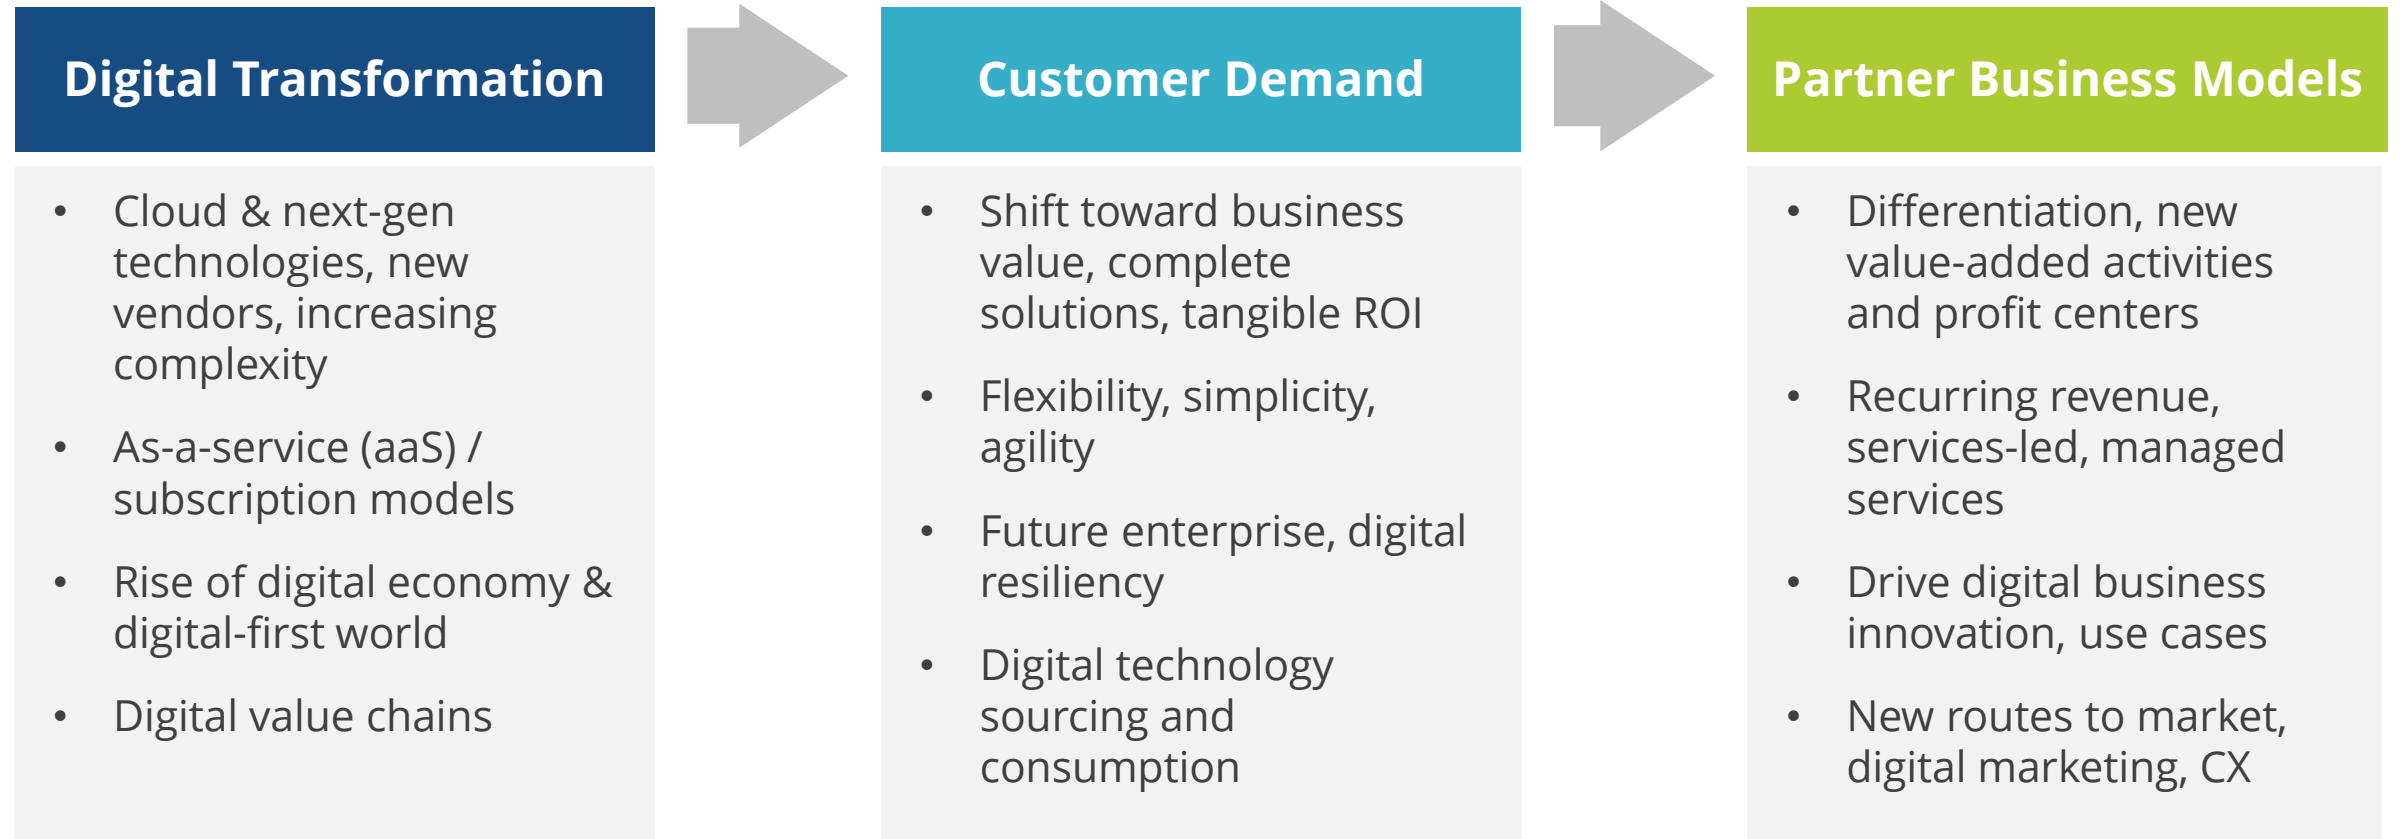 Digital Transformation
• Cloud & next-gen
technologies, new
vendors, increasing
complexity
• As-a-service (aaS) /
subscription models
• Rise of digital economy &
digital-first world
• Digital value chains
Customer Demand
• Shift toward business
value, complete
solutions, tangible ROI
• Flexibility, simplicity,
agility
• Future enterprise, digital
resiliency
• Digital technology
sourcing and
consumption
Partner Business Models
• Differentiation, new
value-added activities
and profit centers
• Recurring revenue,
services-led, managed
services
• Drive digital business
innovation, use cases
• New routes to market,
digital marketing, CX